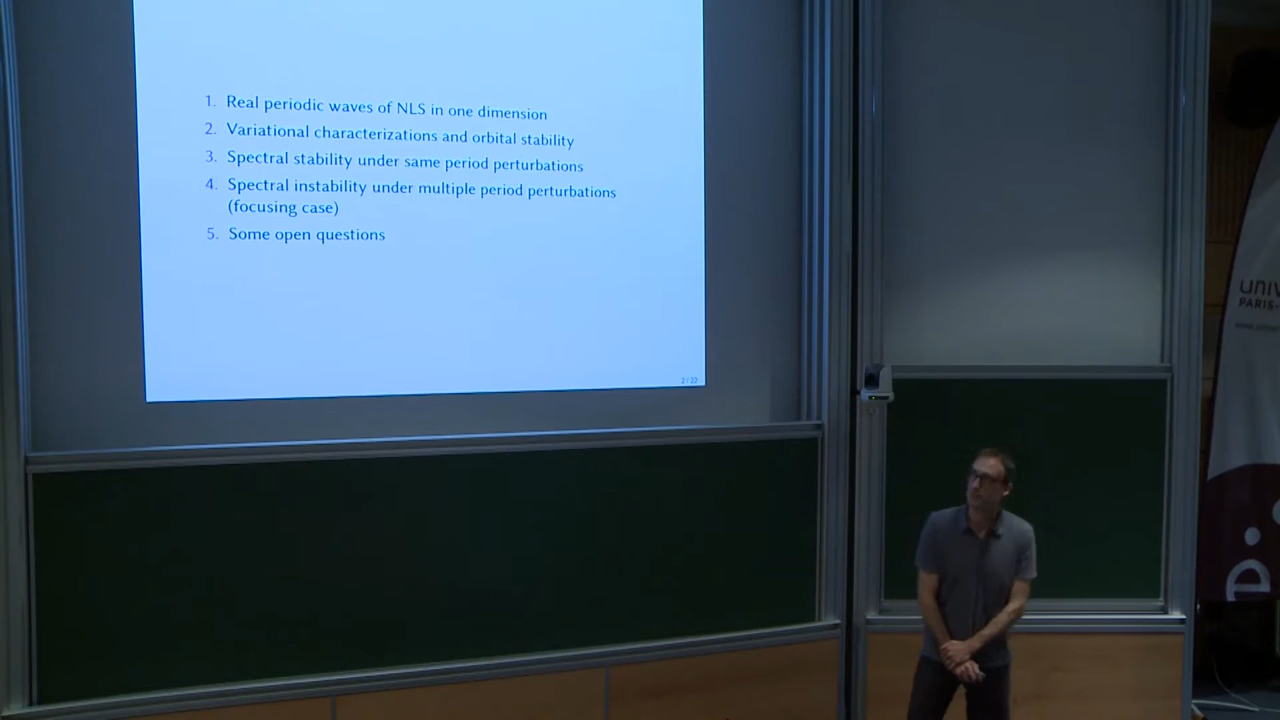 1. Real periodic waves of NLS in one dimension
2. Variational characterizations and orbital stability
3. Spectral stability under same period perturbations
4. Spectral instability under multiple period perturbations
(focusing case)
5. Some open questions
2 / 22
univ
PARIS-